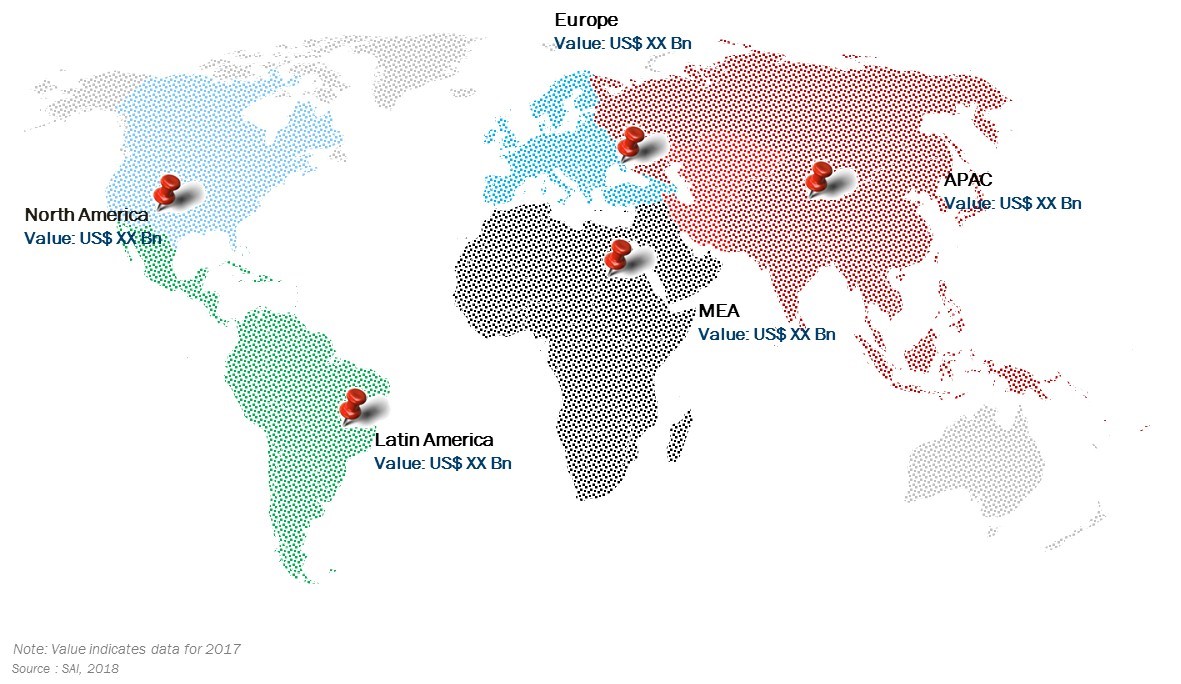 Europe
Value: US$ XX Bn
APAC
Value: US$ XX Bn
North America
Value: US$ XX Bn
MEA
Value: US$ XX Bn
Latin America
Value: US$ XX Bn
Note: Value indicates data for 2017
Source : SAI, 2018